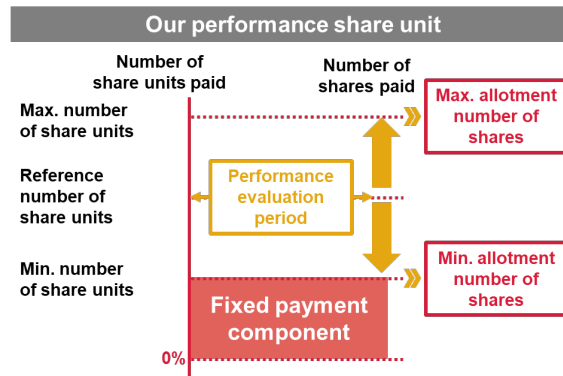 Our performance share unit
Number of
share units paid
Number of
shares paid
Max. number
of share units
Max. allotment
number of
shares
Reference
number of
share units
Performance
evaluation
period
Min. number
of share units
Min. allotment
number of
shares
Fixed payment
component
0%